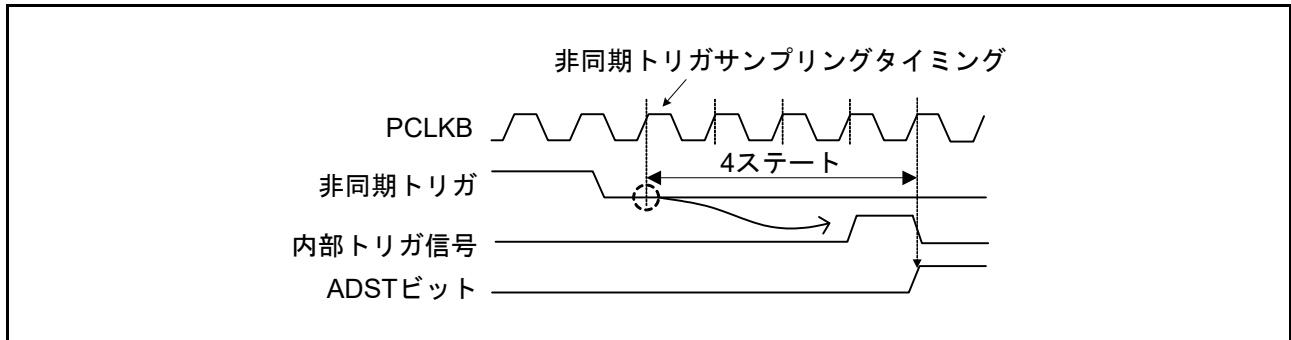 非同期トリガサンプリングタイミング
PCLKB
4ステート
非同期トリガ
内部トリガ信号
ADSTビット